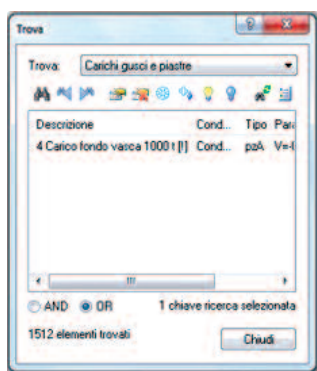 Trova
Trova: Carichi gusci e piastre
Descrizione Cond... Tipo Para
4 Carico fondo vasca 1000 t [!] Cond... pzA
AND OR 1 chiave ricerca selezionata
1512 elementi trovati Chiudi